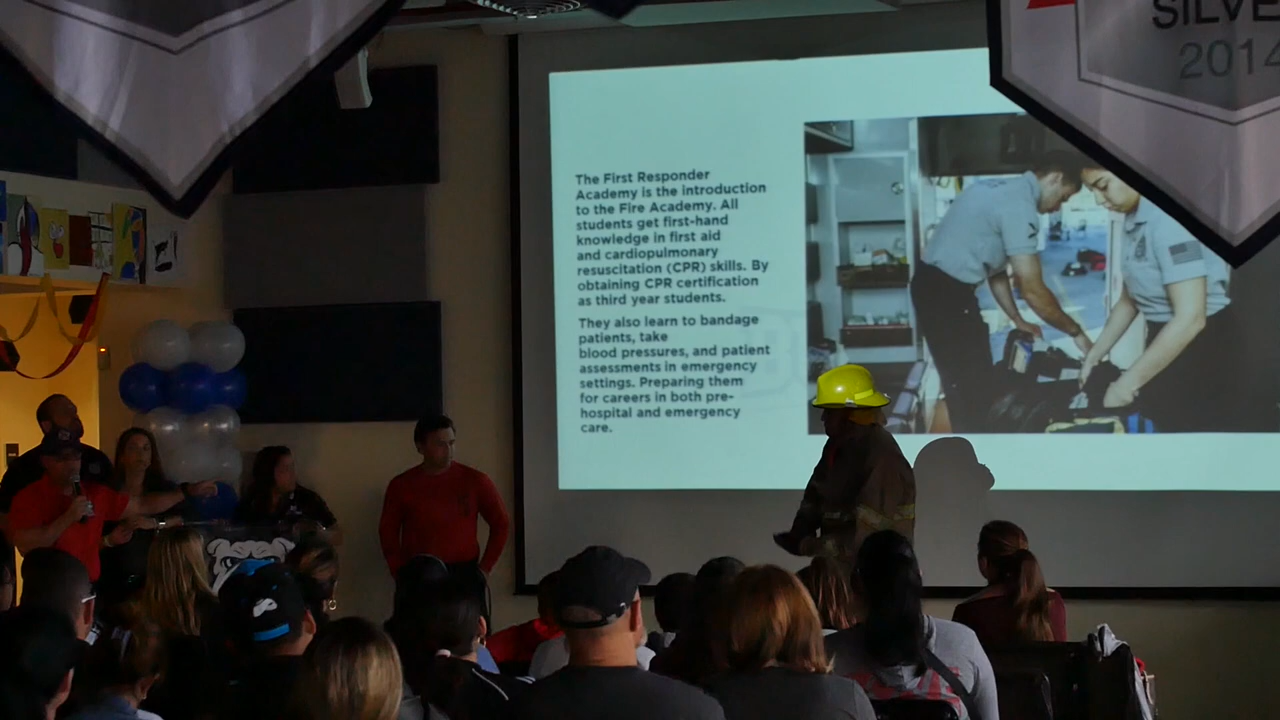 SILVE
2014
The First Responder
Academy is the introduction
to the Fire Academy. All
students get first-hand
knowledge in first aid
and cardiopulmonary
resuscitation (CPR) skills. By
obtaining CPR certification
as third year students.
They also learn to bandage
patients, take
blood pressures, and patient
assessments in emergency
settings. Preparing them
for careers in both pre-
hospital and emergency
care.